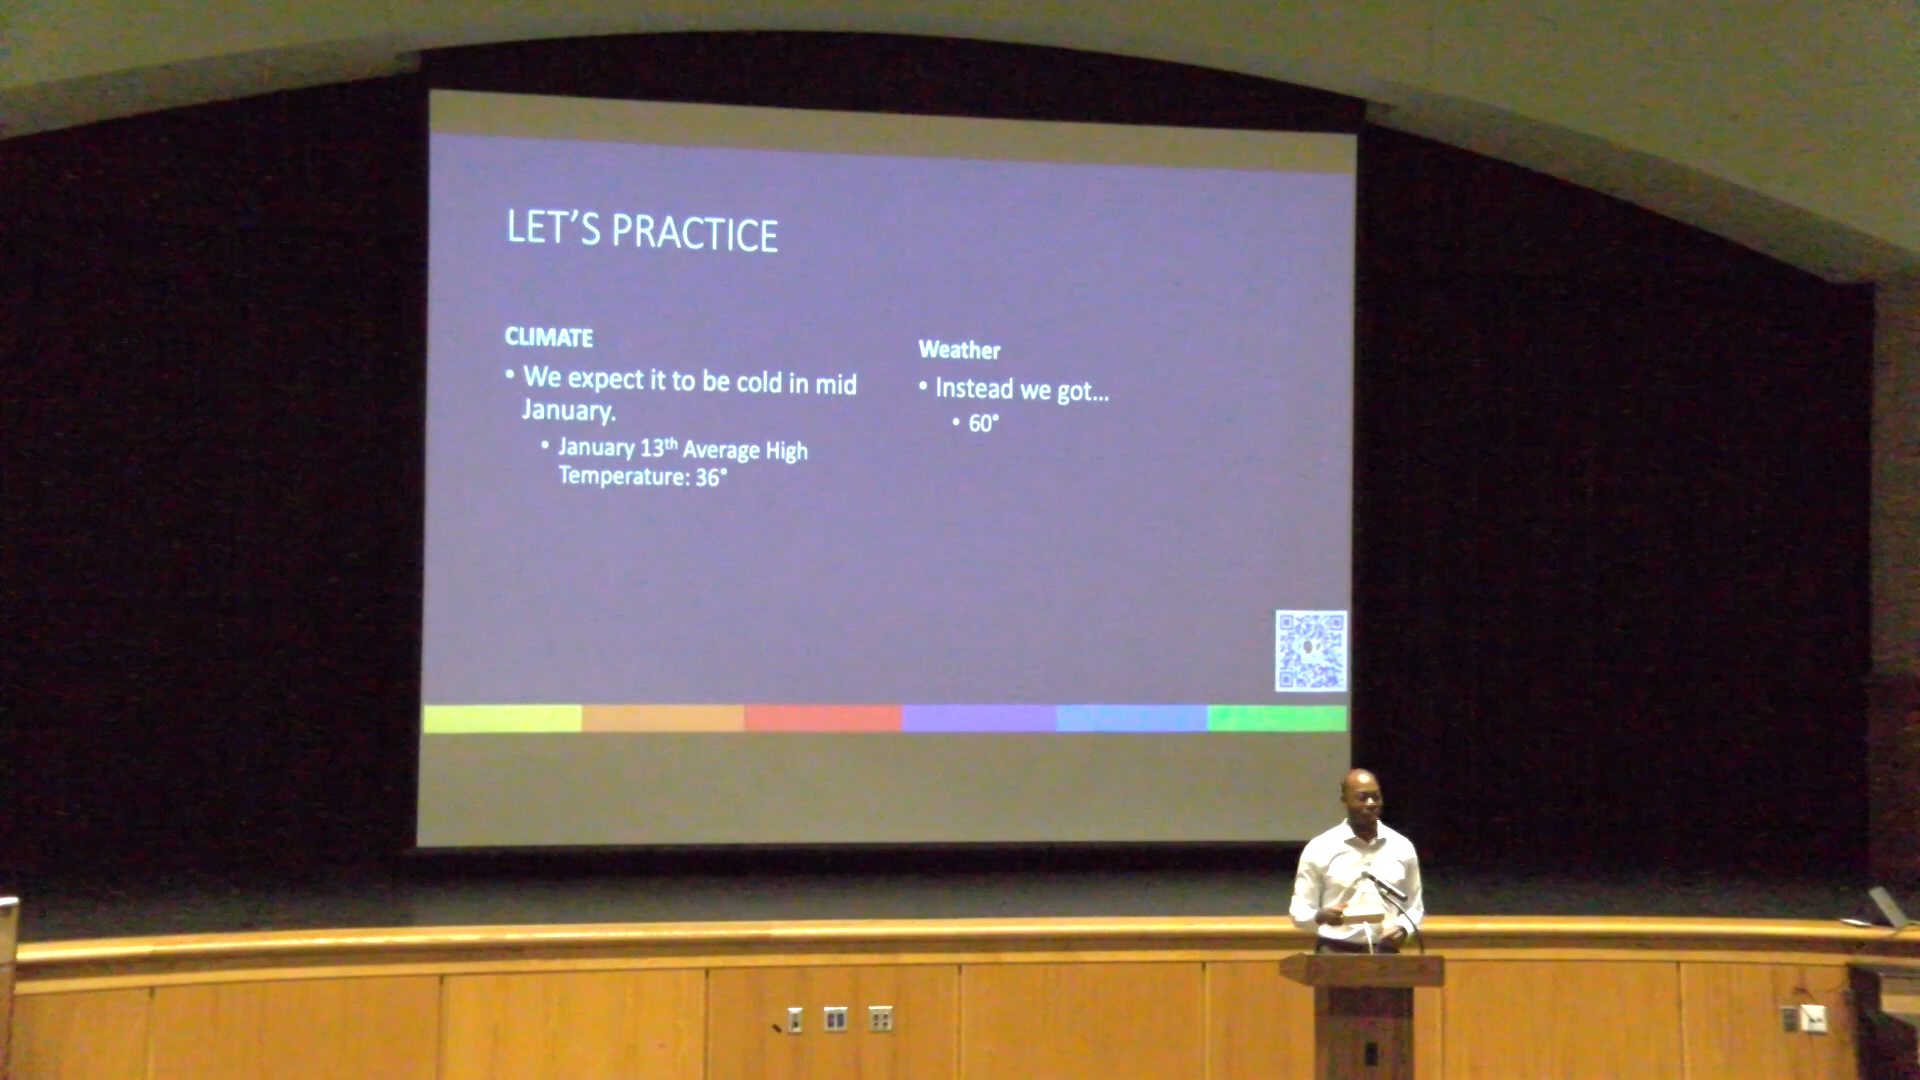 LET'S PRACTICE
CLIMATE
• We expect it to be cold in mid
January.
• January 13th Average High
Temperature: 36°
Weather
• Instead we got...
• 60°